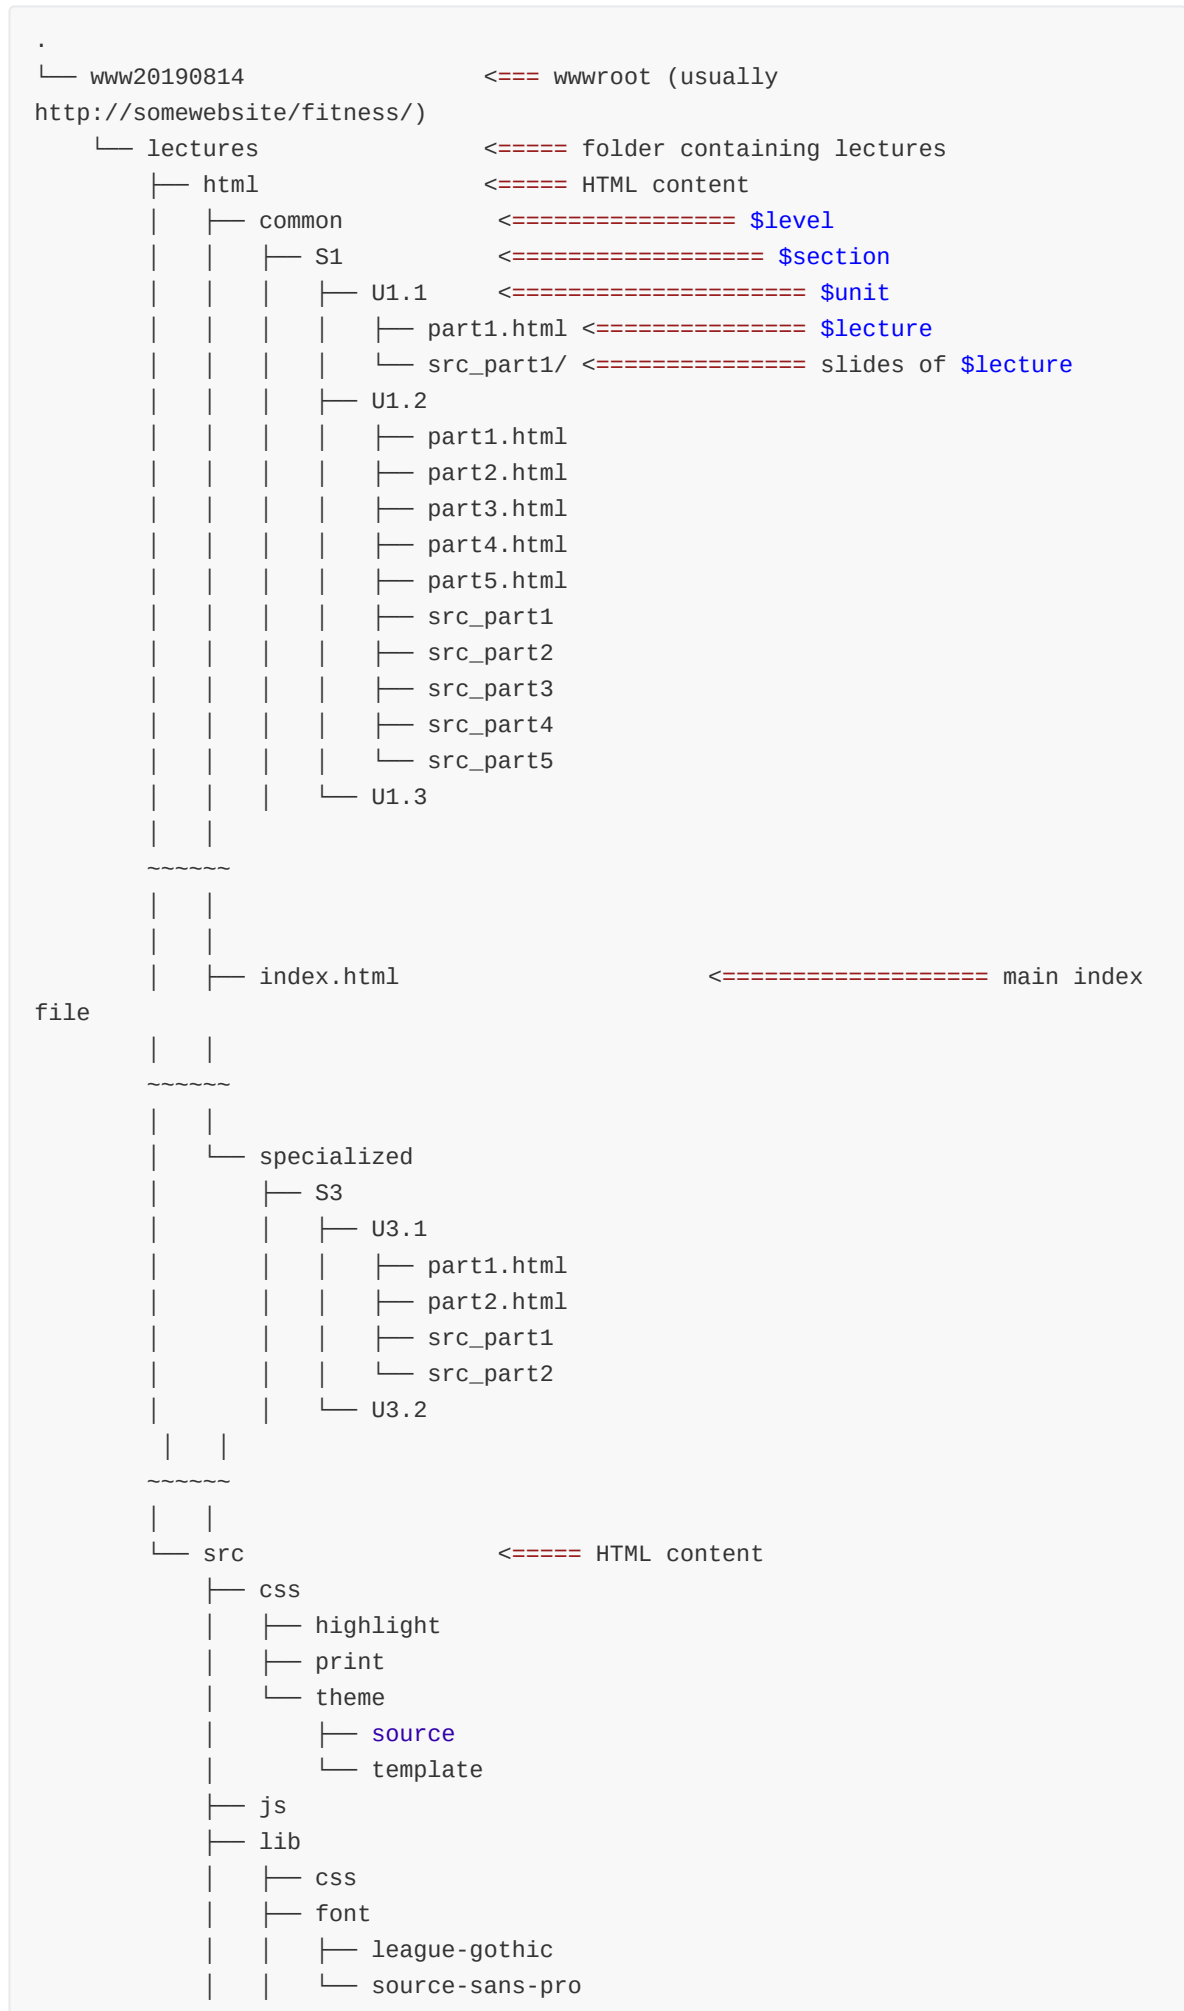 .
└── www20190814                 <=== wwwroot (usually
http://somewebsite/fitness/)
    └── lectures                <===== folder containing lectures
        ├── html                <===== HTML content
        │   ├── common           <================ $level
        │   │   ├── S1           <================== $section
        │   │   │   ├── U1.1     <===================== $unit
        │   │   │   │   ├── part1.html <=============== $lecture
        │   │   │   │   └── src_part1/ <=============== slides of $lecture
        │   │   │   ├── U1.2
        │   │   │   │   ├── part1.html
        │   │   │   │   ├── part2.html
        │   │   │   │   ├── part3.html
        │   │   │   │   ├── part4.html
        │   │   │   │   ├── part5.html
        │   │   │   │   ├── src_part1
        │   │   │   │   ├── src_part2
        │   │   │   │   ├── src_part3
        │   │   │   │   ├── src_part4
        │   │   │   │   └── src_part5
        │   │   │   └── U1.3
        │   │
        ~~~~~~
        │   │
        │   │
        │   ├── index.html                      <=================== main index
file
        │   │
        ~~~~~~
        │   │
        │   └── specialized
        │       ├── S3
        │       │   ├── U3.1
        │       │   │   ├── part1.html
        │       │   │   ├── part2.html
        │       │   │   ├── src_part1
        │       │   │   └── src_part2
        │       │   └── U3.2
         │   │
        ~~~~~~
        │   │
        └── src                  <===== HTML content
            ├── css
            │   ├── highlight
            │   ├── print
            │   └── theme
            │       ├── source
            │       └── template
            ├── js
            ├── lib
            │   ├── css
            │   ├── font
            │   │   ├── league-gothic
            │   │   └── source-sans-pro